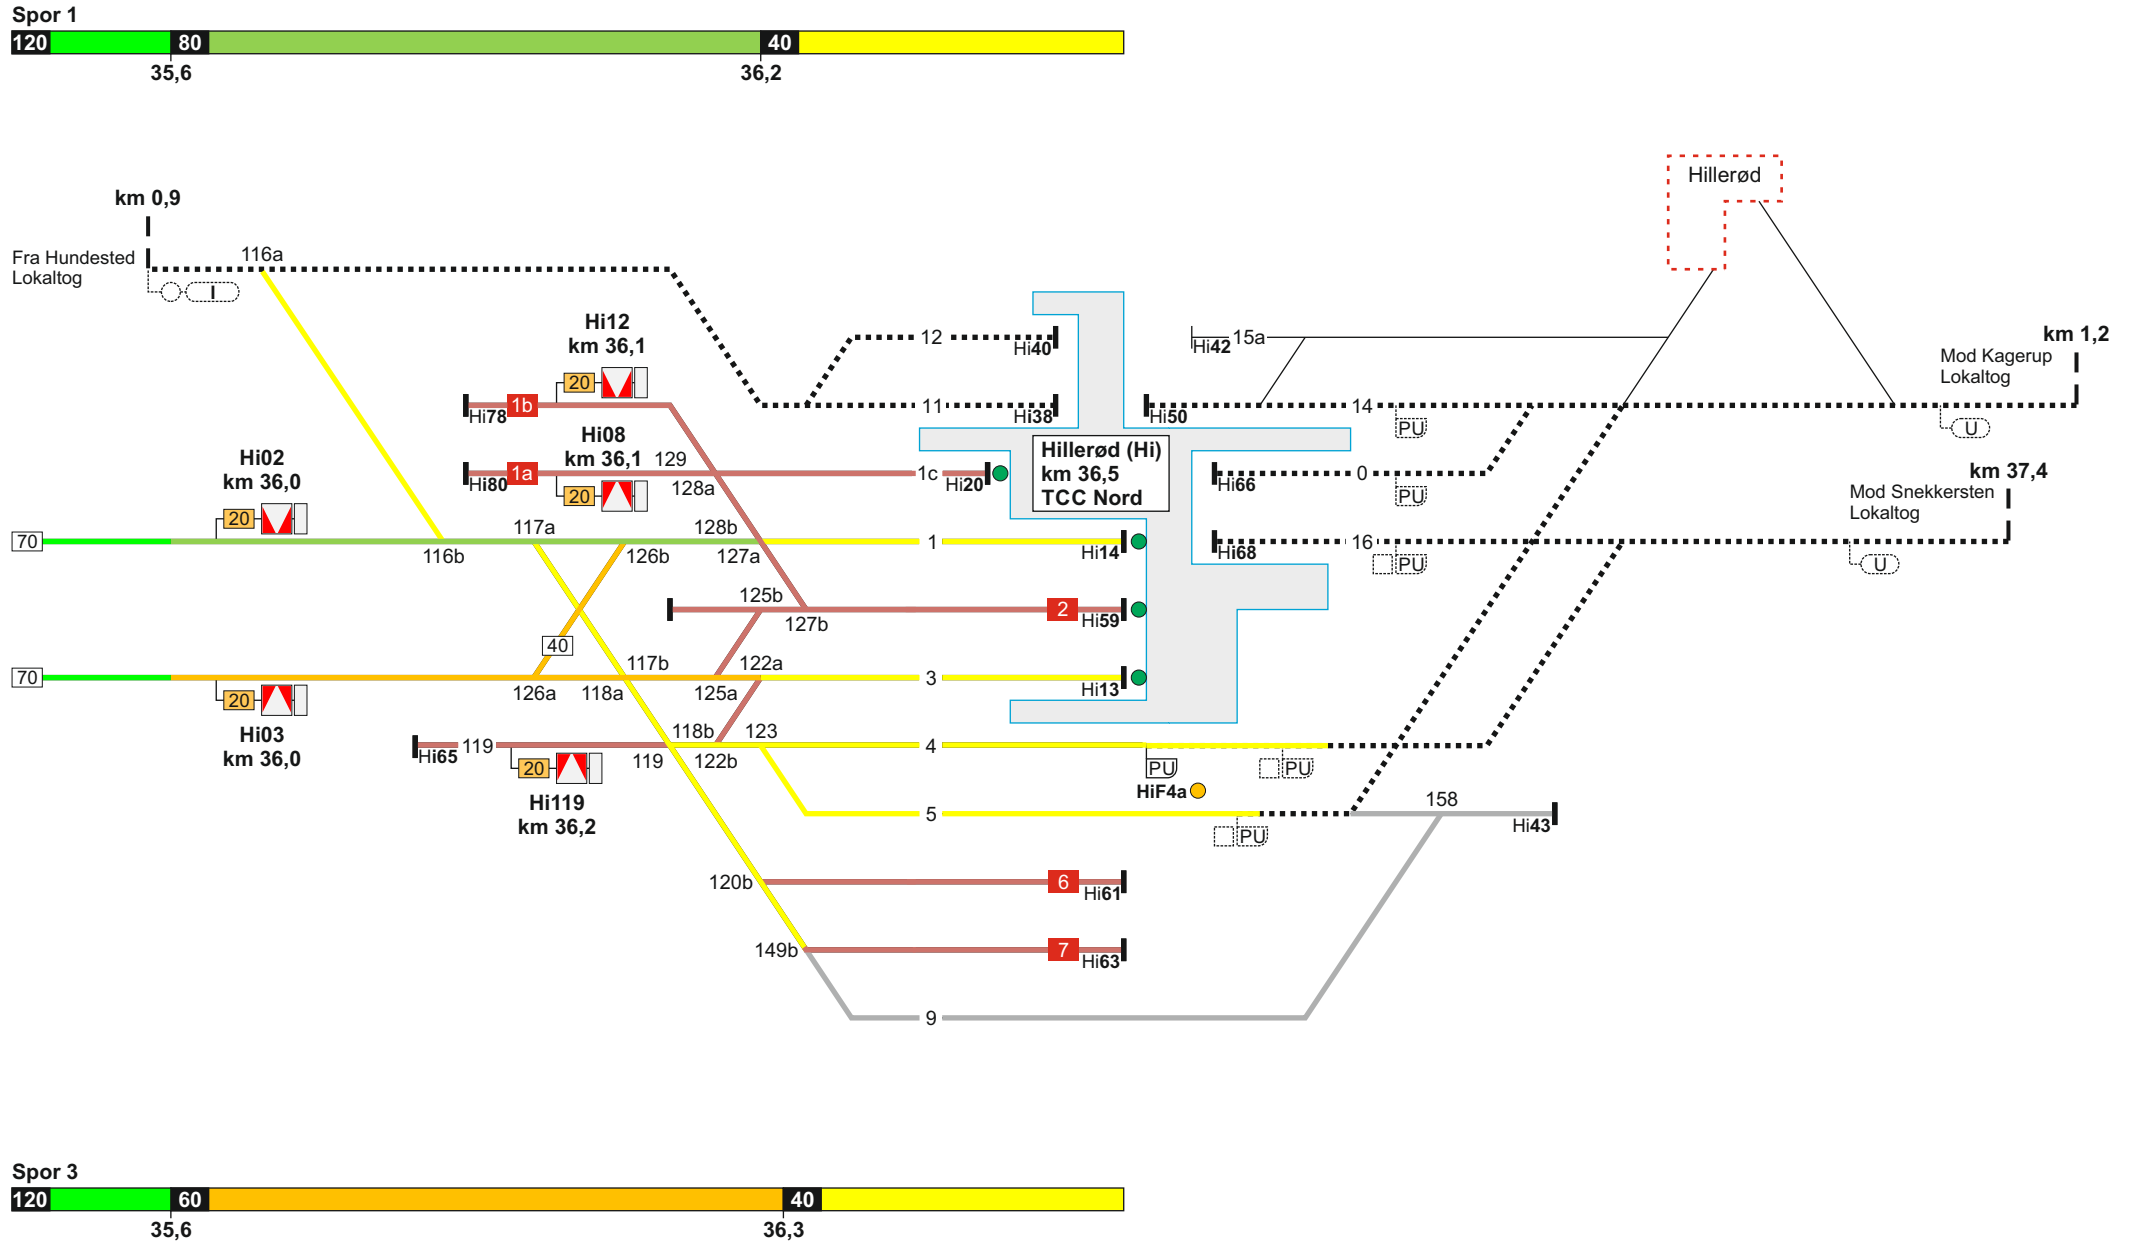 Spor 1
120 80 40
35,6 36,2
km 0,9
Fra Hundested
Lokaltog
116a
I
Hillerød
Hi12
km 36,1
20
12
Hi40
Hi42
15a
km 1,2
Mod Kagerup
Lokaltog
Hi78
1b
11
Hi38
Hi50
14
PU
U
Hi08
km 36,1
129
20
Hi80
1a
128a
1c
Hi20
Hillerød (Hi)
km 36,5
TCC Nord
Hi66
0
PU
km 37,4
Mod Snekkersten
Lokaltog
Hi02
km 36,0
20
70
116b
117a
126b
128b
127a
1
Hi14
Hi68
16
PU
U
125b
127b
2
Hi59
40
70
20
Hi03
km 36,0
117b
122a
126a
118a
125a
3
Hi13
118b
123
Hi65
119
119
122b
4
PU
PU
20
Hi119
km 36,2
HiF4a
5
PU
158
Hi43
120b
6
Hi61
149b
7
Hi63
9
Spor 3
120 60 40
35,6 36,3